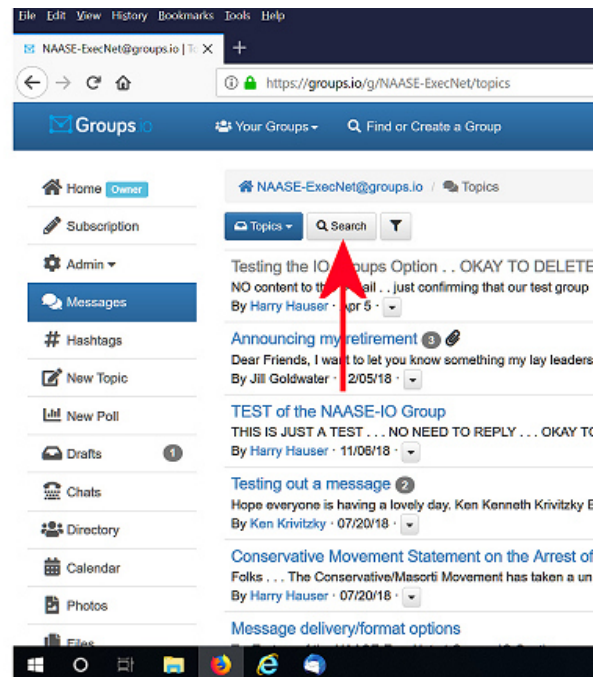 File Edit View History Bookmarks Tools Help
NAASE-ExecNet@groups.io | To
https://groups.io/g/NAASE-ExecNet/topics
Groups.io Your Groups Find or Create a Group
Home Owner
Subscription
Admin
Messages
Hashtags
New Topic
New Poll
Drafts 1
Chats
Directory
Calendar
Photos
Files
NAASE-ExecNet@groups.io / Topics
Topics Search
Testing the IO Groups Option . . OKAY TO DELETE
NO content to this email . . just confirming that our test group
By Harry Hauser · Apr 5 ·
Announcing my retirement 3
Dear Friends, I want to let you know something my lay leaders
By Jill Goldwater · 2/05/18 ·
TEST of the NAASE-IO Group
THIS IS JUST A TEST . . . NO NEED TO REPLY . . . OKAY TO
By Harry Hauser · 11/06/18 ·
Testing out a message 2
Hope everyone is having a lovely day. Ken Kenneth Krivitzky E
By Ken Krivitzky · 07/20/18 ·
Conservative Movement Statement on the Arrest of
Folks . . . The Conservative/Masorti Movement has taken a un
By Harry Hauser · 07/20/18 ·
Message delivery/format options